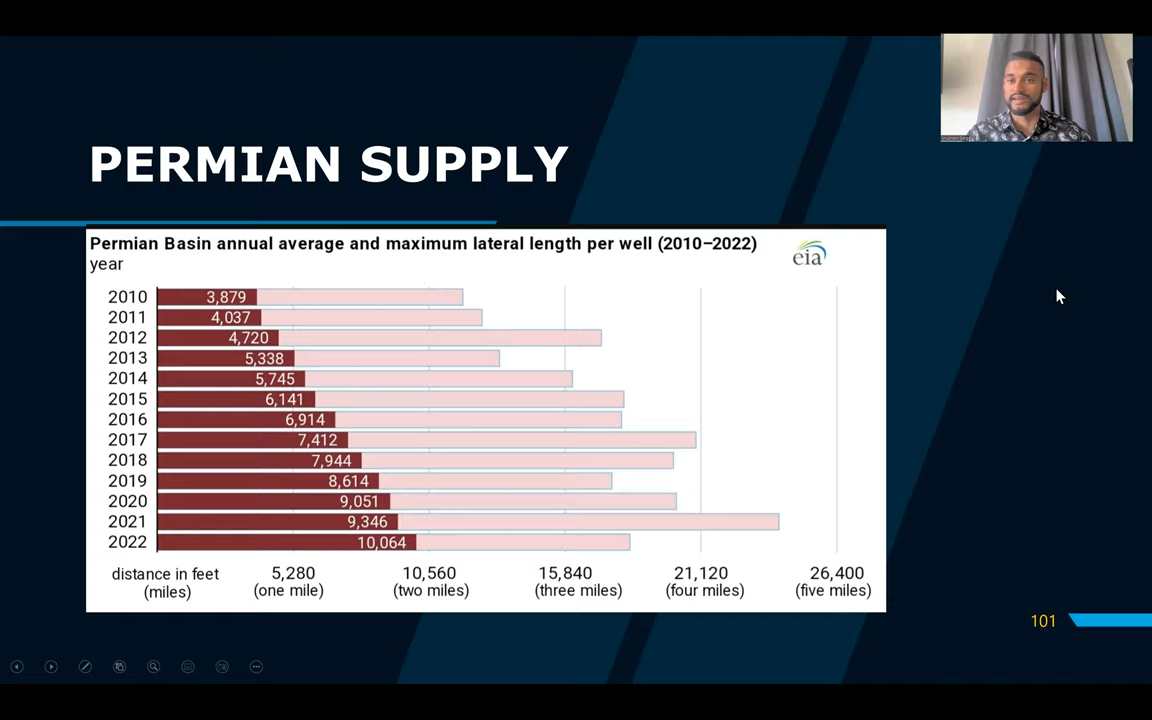 PERMIAN SUPPLY
Permian Basin annual average and maximum lateral length per well (2010–2022)
year
eia
2010 3,879
2011 4,037
2012 4,720
2013 5,338
2014 5,745
2015 6,141
2016 6,914
2017 7,412
2018 7,944
2019 8,614
2020 9,051
2021 9,346
2022 10,064
distance in feet 5,280 10,560 15,840 21,120 26,400
(miles) (one mile) (two miles) (three miles) (four miles) (five miles)
101